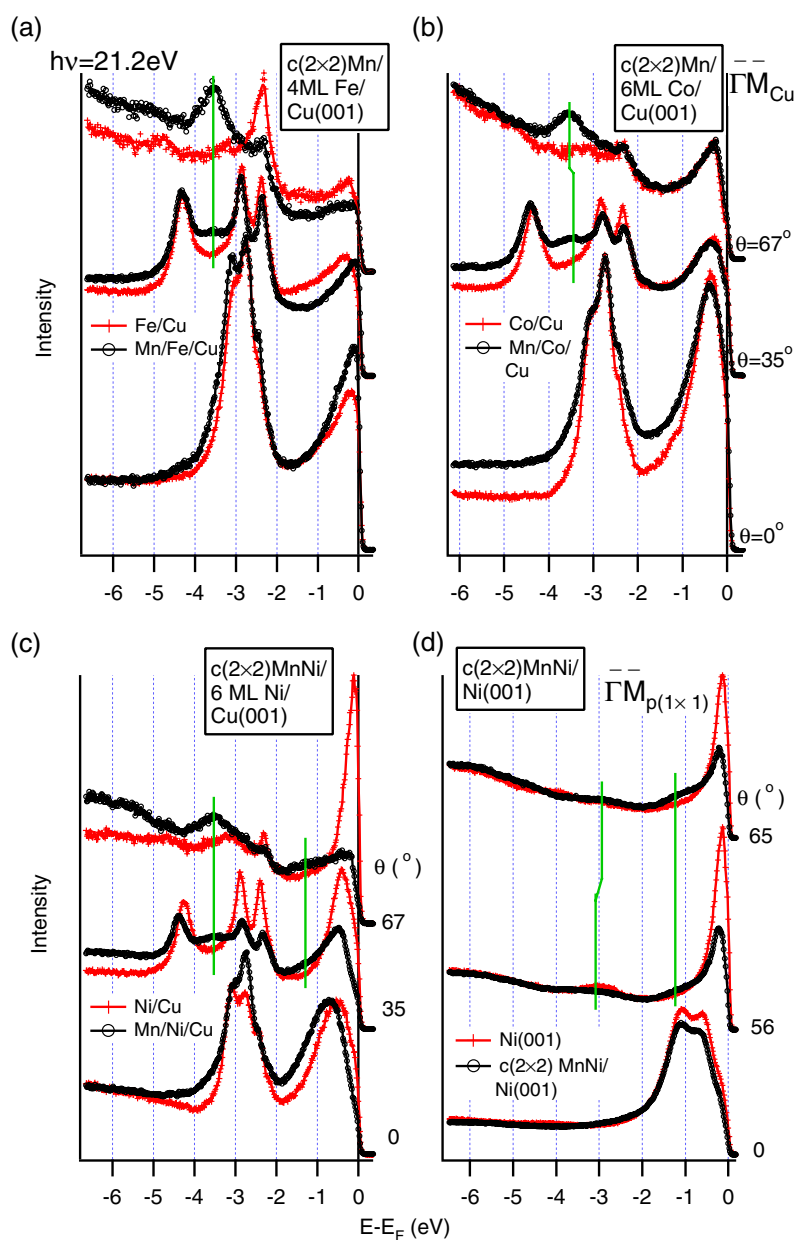 (a)
hν=21.2eV
c(2×2)Mn/
4ML Fe/
Cu(001)
Intensity
Fe/Cu
Mn/Fe/Cu
-6 -5 -4 -3 -2 -1 0
(b)
c(2×2)Mn/
6ML Co/
Cu(001)
Γ̅M̅Cu
θ=67°
Co/Cu
Mn/Co/
Cu
θ=35°
θ=0°
-6 -5 -4 -3 -2 -1 0
(c)
c(2×2)MnNi/
6 ML Ni/
Cu(001)
Intensity
θ (°)
67
Ni/Cu
Mn/Ni/Cu
35
0
-6 -5 -4 -3 -2 -1 0
(d)
c(2×2)MnNi/
Ni(001)
Γ̅M̅p(1×1)
θ (°)
65
Ni(001)
c(2×2) MnNi/
Ni(001)
56
0
-6 -5 -4 -3 -2 -1 0
E-EF (eV)